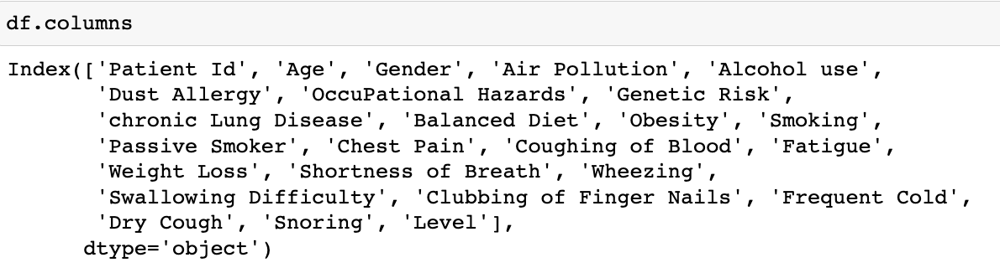 df.columns
Index(['Patient Id', 'Age', 'Gender', 'Air Pollution', 'Alcohol use',
'Dust Allergy', 'OccuPational Hazards', 'Genetic Risk',
'chronic Lung Disease', 'Balanced Diet', 'Obesity', 'Smoking',
'Passive Smoker', 'Chest Pain', 'Coughing of Blood', 'Fatigue',
'Weight Loss', 'Shortness of Breath', 'Wheezing',
'Swallowing Difficulty', 'Clubbing of Finger Nails', 'Frequent Cold',
'Dry Cough', 'Snoring', 'Level'],
dtype='object')